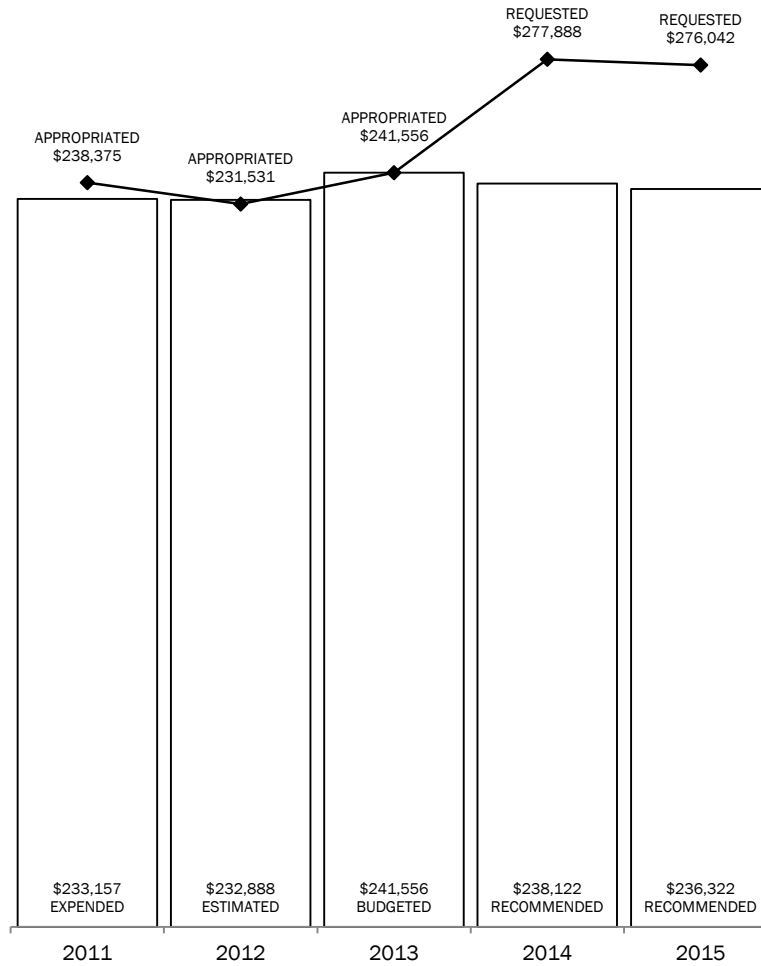 REQUESTED
$277,888
REQUESTED
$276,042
APPROPRIATED
$238,375
APPROPRIATED
$231,531
APPROPRIATED
$241,556
$233,157
EXPENDED
$232,888
ESTIMATED
$241,556
BUDGETED
$238,122
RECOMMENDED
$236,322
RECOMMENDED
2011
2012
2013
2014
2015